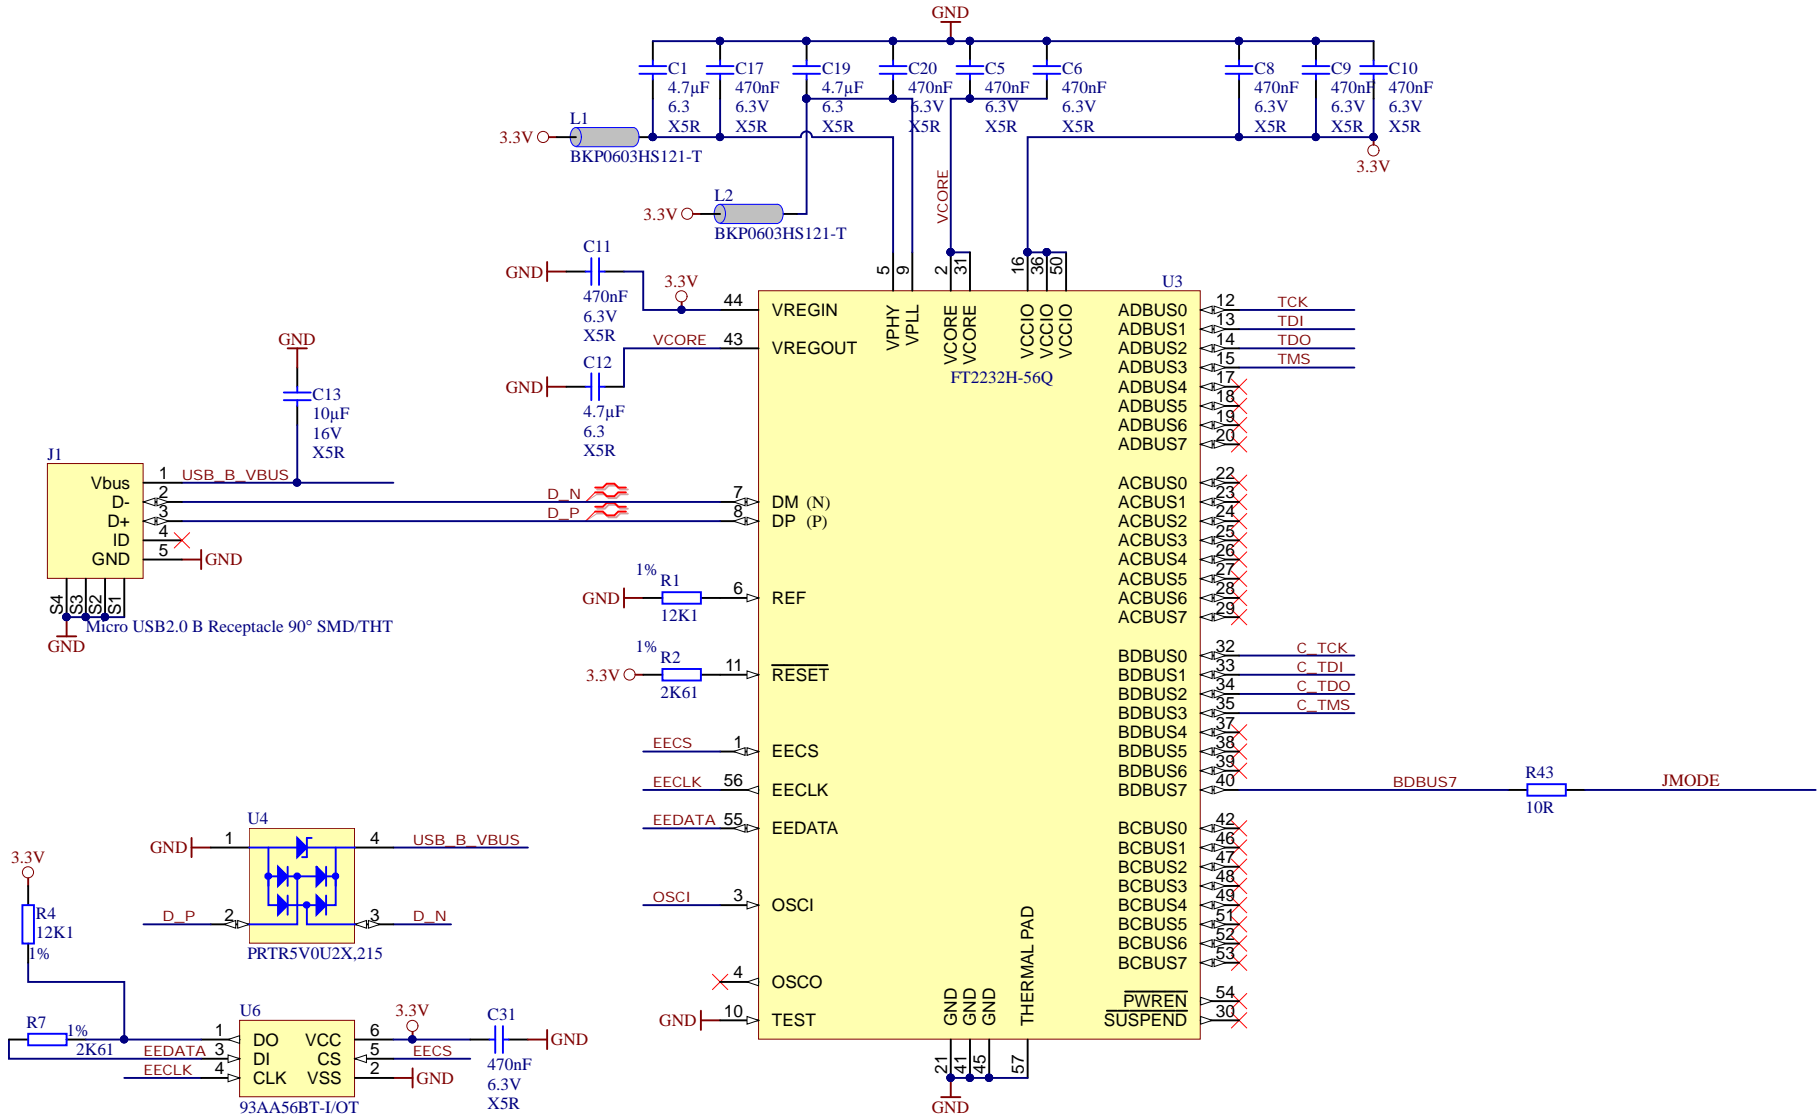 GND
C1
4.7µF
6.3
X5R
C17
470nF
6.3V
X5R
C19
4.7µF
6.3
X5R
C20
470nF
6.3V
X5R
C5
470nF
6.3V
X5R
C6
470nF
6.3V
X5R
C8
470nF
6.3V
X5R
C9
470nF
6.3V
X5R
C10
470nF
6.3V
X5R
3.3V
L1
3.3V
BKP0603HS121-T
L2
3.3V
BKP0603HS121-T
VCORE
C11
GND
470nF
6.3V
X5R
3.3V
VCORE
C12
GND
4.7µF
6.3
X5R
GND
C13
10µF
16V
X5R
J1
Vbus 1 USB_B_VBUS
D- 2
D+ 3
ID 4
GND 5 GND
S4
S3
S2
S1
GND
Micro USB2.0 B Receptacle 90° SMD/THT
D_N
D_P
1%
R1
GND
12K1
1%
R2
3.3V
2K61
U3
FT2232H-56Q
5 VPHY
9 VPLL
2 VCORE
31 VCORE
16 VCCIO
36 VCCIO
50 VCCIO
44 VREGIN
43 VREGOUT
7 DM (N)
8 DP (P)
6 REF
11 RESET
EECS 1 EECS
EECLK 56 EECLK
EEDATA 55 EEDATA
OSCI 3 OSCI
4 OSCO
GND 10 TEST
ADBUS0 12 TCK
ADBUS1 13 TDI
ADBUS2 14 TDO
ADBUS3 15 TMS
ADBUS4 17
ADBUS5 18
ADBUS6 19
ADBUS7 20
ACBUS0 22
ACBUS1 23
ACBUS2 24
ACBUS3 25
ACBUS4 26
ACBUS5 27
ACBUS6 28
ACBUS7 29
BDBUS0 32 C_TCK
BDBUS1 33 C_TDI
BDBUS2 34 C_TDO
BDBUS3 35 C_TMS
BDBUS4 37
BDBUS5 38
BDBUS6 39
BDBUS7 40 BDBUS7
R43
10R
JMODE
BCBUS0 42
BCBUS1 46
BCBUS2 47
BCBUS3 48
BCBUS4 49
BCBUS5 51
BCBUS6 52
BCBUS7 53
PWREN 54
SUSPEND 30
GND 21
GND 41
GND 45
THERMAL PAD 57
GND
U4
GND 1
4 USB_B_VBUS
D_P 2
3 D_N
PRTR5V0U2X,215
3.3V
R4
12K1
1%
R7
1%
2K61
U6
1 DO
EEDATA 3 DI
EECLK 4 CLK
VCC 6
CS 5 EECS
VSS 2 GND
93AA56BT-I/OT
3.3V
C31
GND
470nF
6.3V
X5R